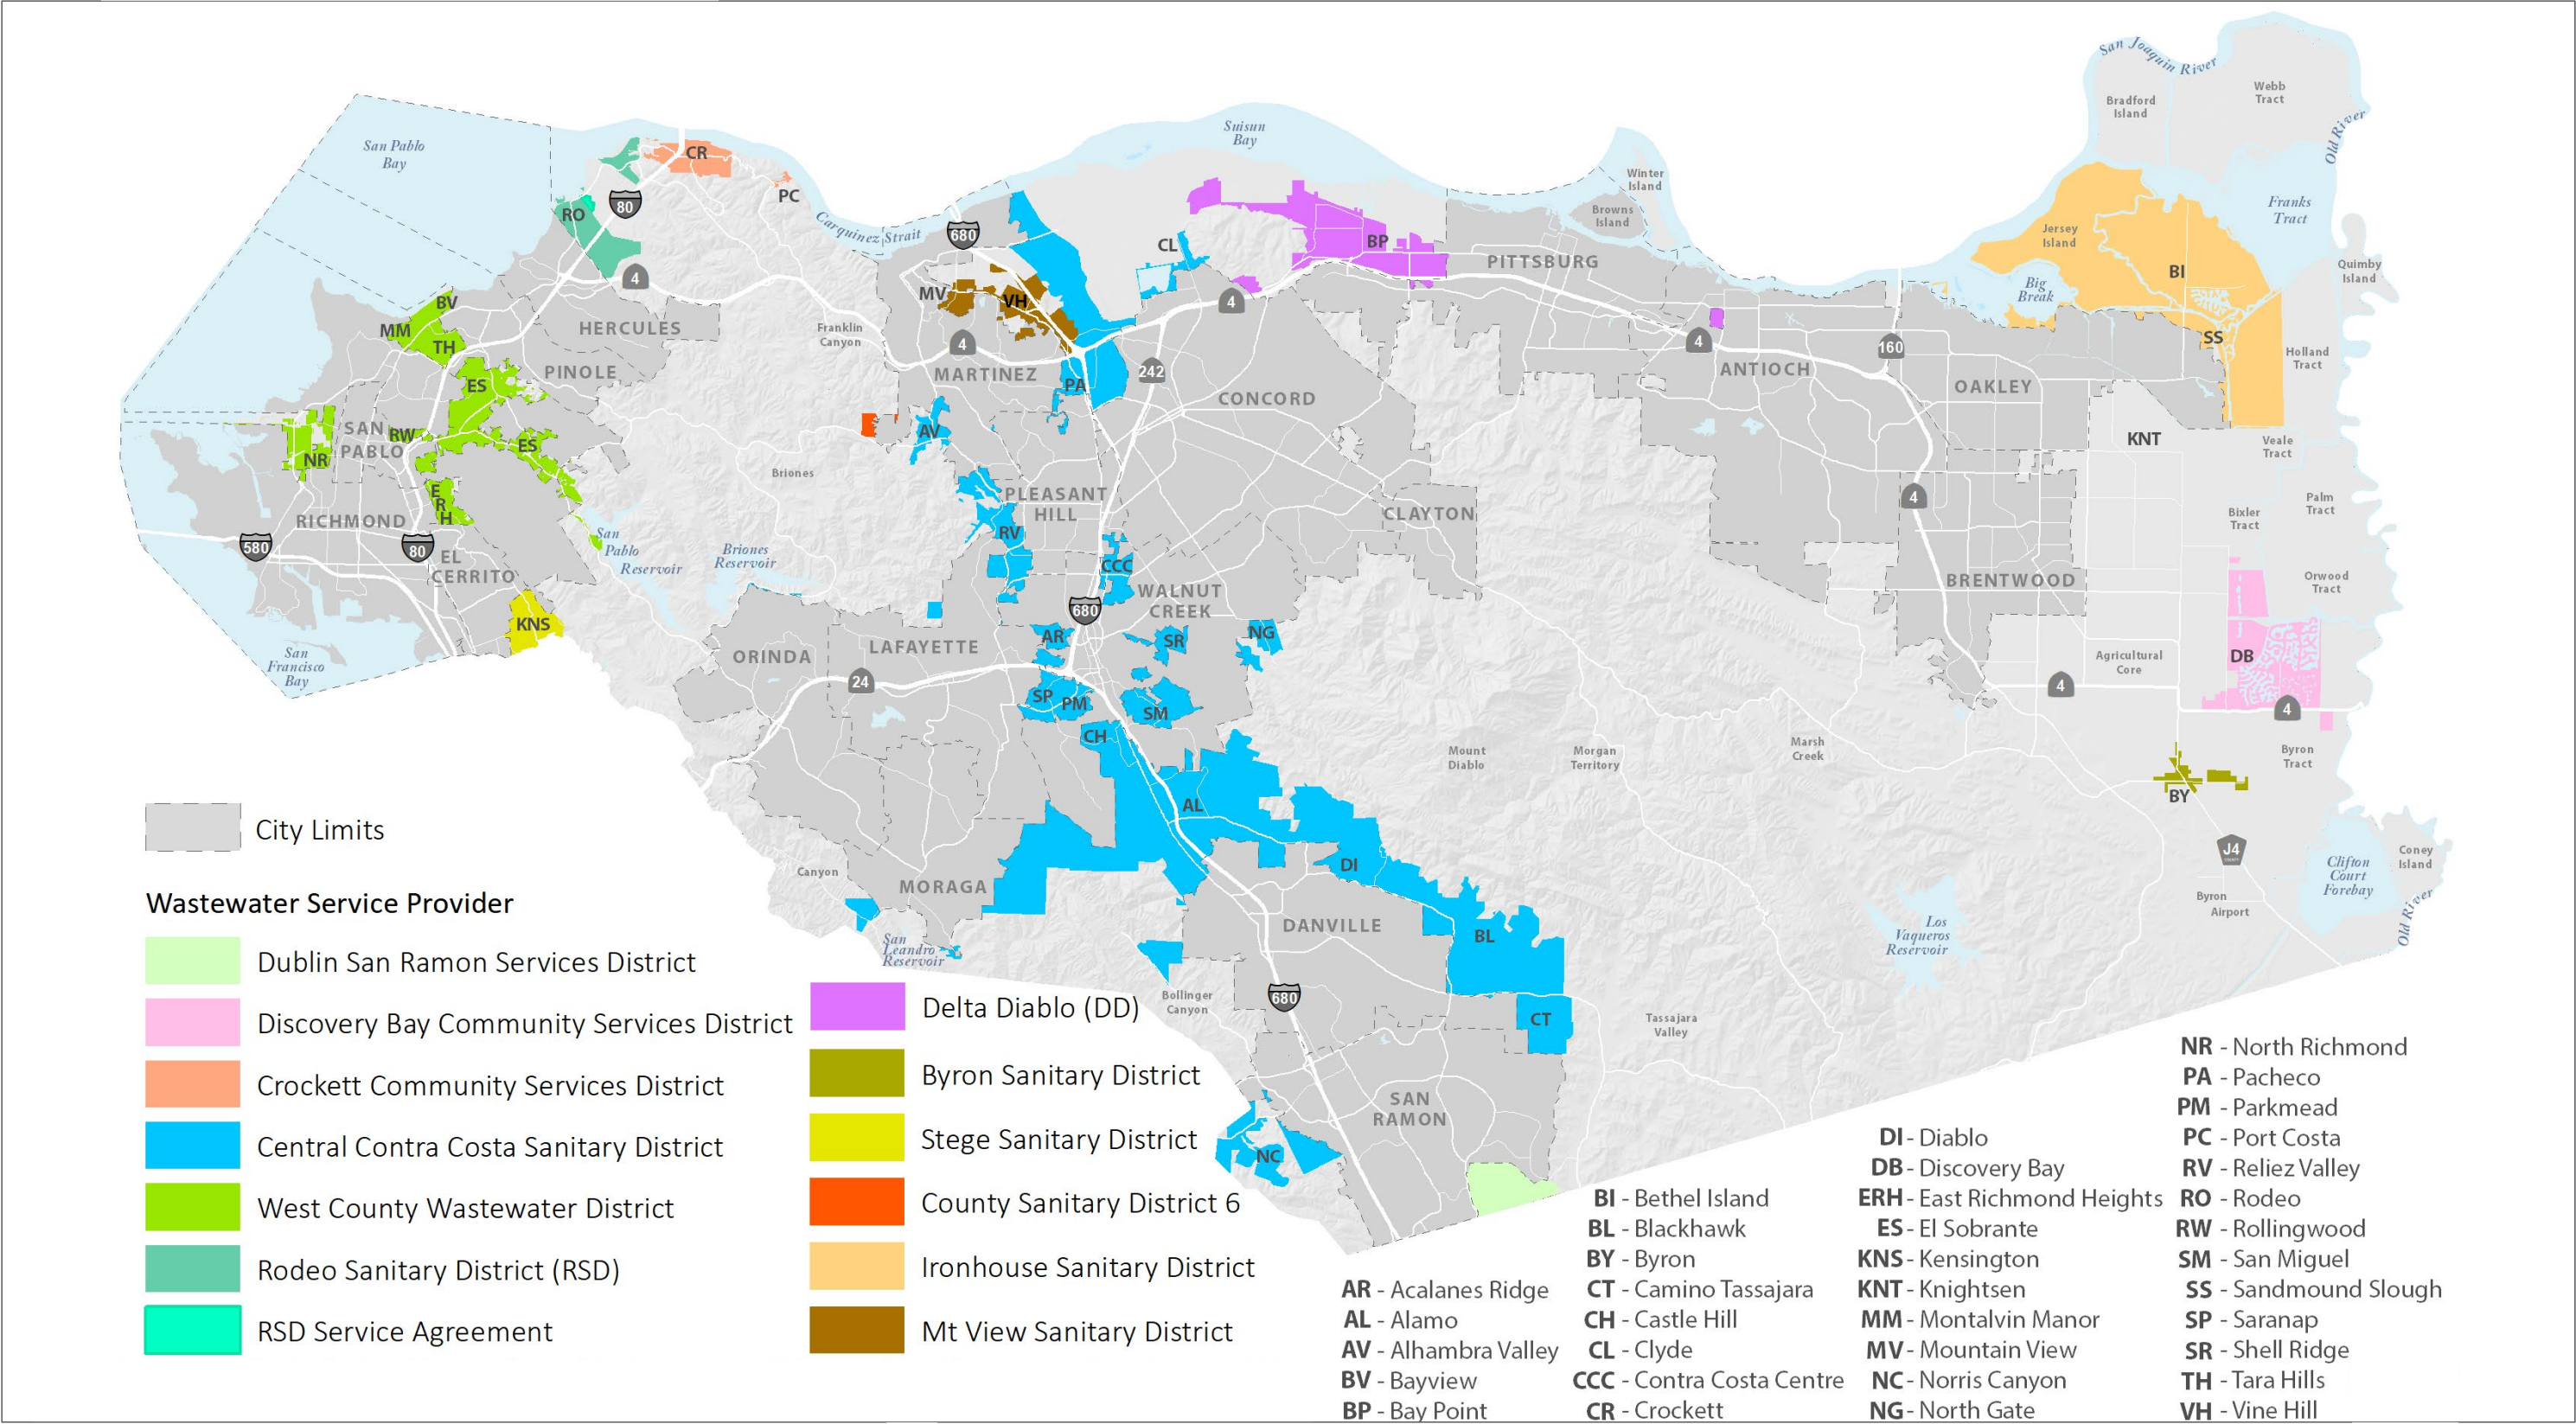 San Joaquin River
Webb
Tract
Bradford
Island
Old River
San Pablo
Bay
Suisun
Bay
CR
PC
Winter
Island
Browns
Island
Franks
Tract
RO
80
Carquinez Strait
680
CL
BP
PITTSBURG
Jersey
Island
BI
Quimby
Island
4
MV
VH
4
Big
Break
BV
MM
TH
HERCULES
Franklin
Canyon
4
4
160
SS
Holland
Tract
ES
PINOLE
MARTINEZ
PA
242
CONCORD
ANTIOCH
OAKLEY
SAN
PABLO
RW
ES
NR
AV
KNT
Veale
Tract
Briones
E
R
H
RICHMOND
PLEASANT
HILL
RV
CLAYTON
4
Palm
Tract
Bixler
Tract
580
80
EL
CERRITO
San
Pablo
Reservoir
Briones
Reservoir
CCC
WALNUT
CREEK
BRENTWOOD
Orwood
Tract
680
KNS
AR
SR
NG
San
Francisco
Bay
ORINDA
LAFAYETTE
24
SP
PM
SM
Agricultural
Core
DB
4
4
CH
Mount
Diablo
Morgan
Territory
Marsh
Creek
Byron
Tract
AL
BY
J4
Clifton
Court
Forebay
Coney
Island
DI
Canyon
MORAGA
Byron
Airport
Old River
DANVILLE
BL
Los
Vaqueros
Reservoir
San
Leandro
Reservoir
Bollinger
Canyon
680
CT
Tassajara
Valley
SAN
RAMON
NC
City Limits
Wastewater Service Provider
Dublin San Ramon Services District
Discovery Bay Community Services District
Crockett Community Services District
Central Contra Costa Sanitary District
West County Wastewater District
Rodeo Sanitary District (RSD)
RSD Service Agreement
Delta Diablo (DD)
Byron Sanitary District
Stege Sanitary District
County Sanitary District 6
Ironhouse Sanitary District
Mt View Sanitary District
AR - Acalanes Ridge
AL - Alamo
AV - Alhambra Valley
BV - Bayview
BP - Bay Point
BI - Bethel Island
BL - Blackhawk
BY - Byron
CT - Camino Tassajara
CH - Castle Hill
CL - Clyde
CCC - Contra Costa Centre
CR - Crockett
DI - Diablo
DB - Discovery Bay
ERH - East Richmond Heights
ES - El Sobrante
KNS - Kensington
KNT - Knightsen
MM - Montalvin Manor
MV - Mountain View
NC - Norris Canyon
NG - North Gate
NR - North Richmond
PA - Pacheco
PM - Parkmead
PC - Port Costa
RV - Reliez Valley
RO - Rodeo
RW - Rollingwood
SM - San Miguel
SS - Sandmound Slough
SP - Saranap
SR - Shell Ridge
TH - Tara Hills
VH - Vine Hill